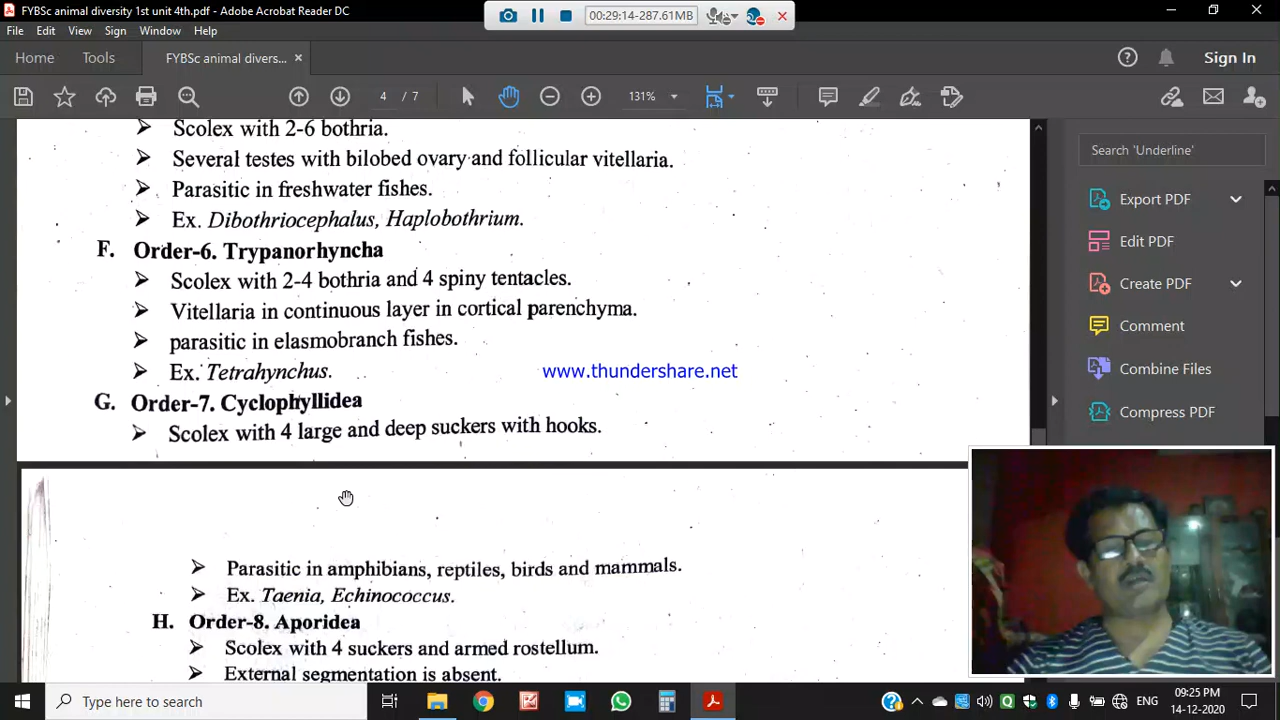 FYBSc animal diversity 1st unit 4th.pdf - Adobe Acrobat Reader DC
00:29:14-287.61MB
File Edit View Sign Window Help
Home Tools FYBSc animal divers... Sign In
4 / 7 131%
Scolex with 2-6 bothria.
Several testes with bilobed ovary and follicular vitellaria.
Parasitic in freshwater fishes.
Ex. Dibothriocephalus, Haplobothrium.
F. Order-6. Trypanorhyncha
Scolex with 2-4 bothria and 4 spiny tentacles.
Vitellaria in continuous layer in cortical parenchyma.
parasitic in elasmobranch fishes.
Ex. Tetrahynchus.
www.thundershare.net
G. Order-7. Cyclophyllidea
Scolex with 4 large and deep suckers with hooks.
Parasitic in amphibians, reptiles, birds and mammals.
Ex. Taenia, Echinococcus.
H. Order-8. Aporidea
Scolex with 4 suckers and armed rostellum.
External segmentation is absent.
Search 'Underline'
Export PDF
Edit PDF
Create PDF
Comment
Combine Files
Compress PDF
Type here to search
ENG
09:25 PM
14-12-2020